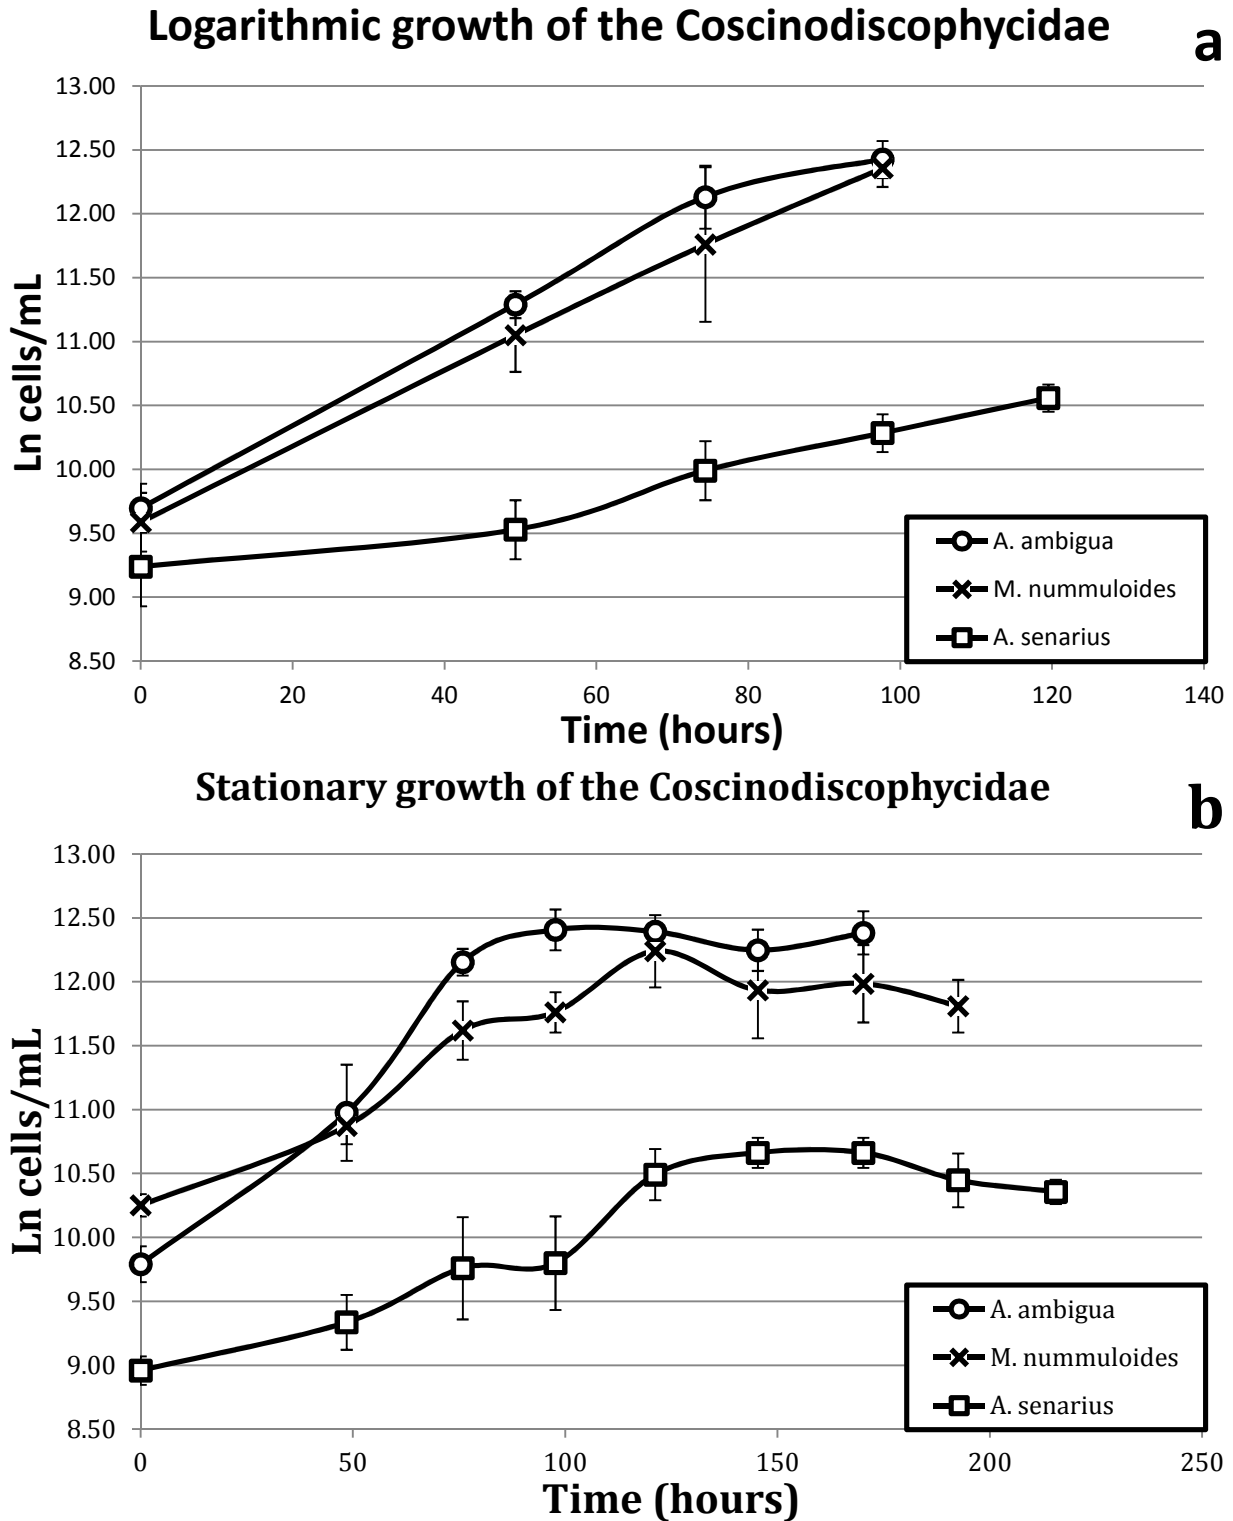 Logarithmic growth of the Coscinodiscophycidae
a
13.00
12.50
12.00
11.50
11.00
10.50
10.00
9.50
9.00
8.50
Ln cells/mL
0 20 40 60 80 100 120 140
Time (hours)
A. ambigua
M. nummuloides
A. senarius
Stationary growth of the Coscinodiscophycidae
b
13.00
12.50
12.00
11.50
11.00
10.50
10.00
9.50
9.00
8.50
Ln cells/mL
0 50 100 150 200 250
Time (hours)
A. ambigua
M. nummuloides
A. senarius